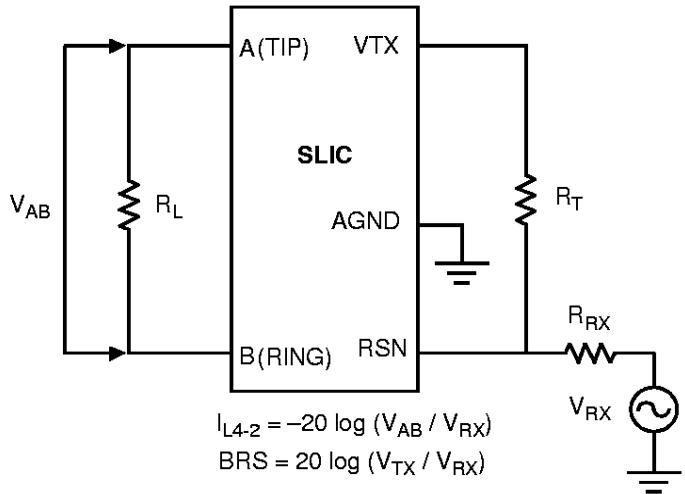 A(TIP)
VTX
SLIC
V_AB
R_L
R_T
AGND
R_RX
B(RING)
RSN
V_RX
I_L4-2 = –20 log (V_AB / V_RX)
BRS = 20 log (V_TX / V_RX)